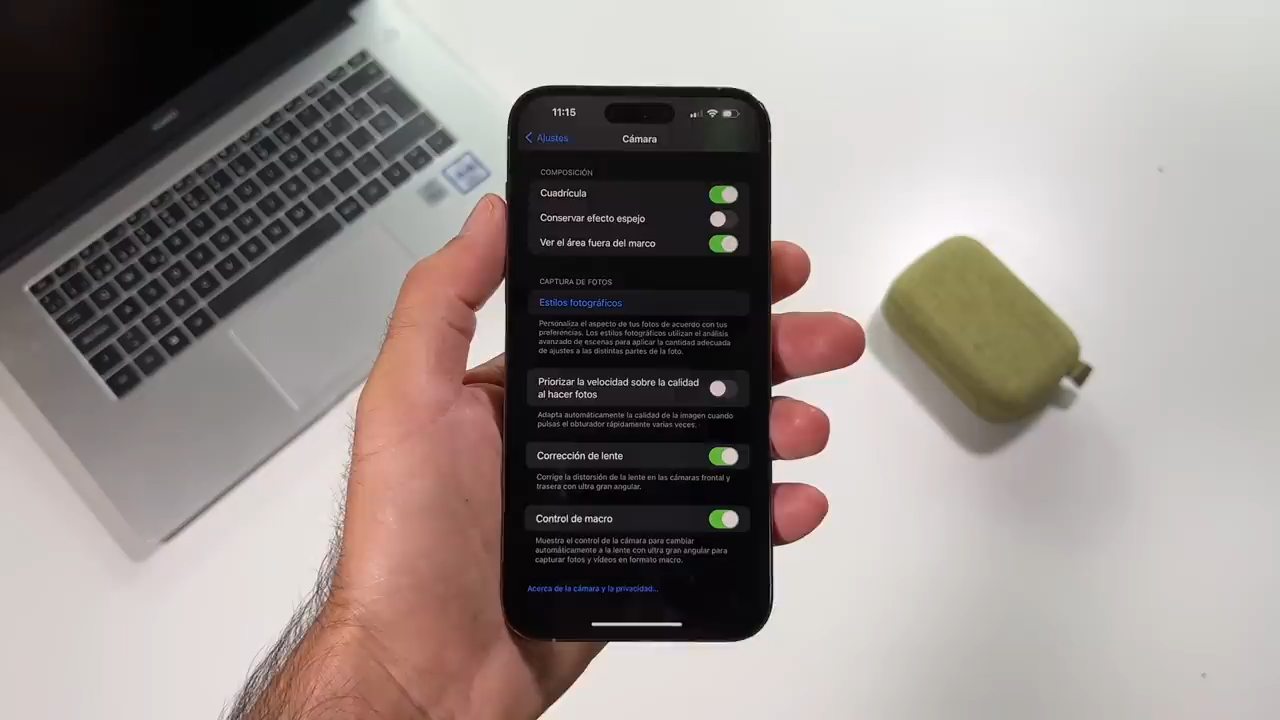 11:15
Ajustes
Cámara
COMPOSICIÓN
Cuadrícula
Conservar efecto espejo
Ver el área fuera del marco
CAPTURA DE FOTOS
Estilos fotográficos
Personaliza el aspecto de tus fotos de acuerdo con tus
preferencias. Los estilos fotográficos utilizan el análisis
avanzado de escenas para aplicar la cantidad adecuada
de ajustes a las distintas partes de la foto.
Priorizar la velocidad sobre la calidad
al hacer fotos
Adapta automáticamente la calidad de la imagen cuando
pulsas el obturador rápidamente varias veces.
Corrección de lente
Corrige la distorsión de la lente en las cámaras frontal y
trasera con ultra gran angular.
Control de macro
Muestra el control de la cámara para cambiar
automáticamente a la lente con ultra gran angular para
capturar fotos y vídeos en formato macro.
Acerca de la cámara y la privacidad...